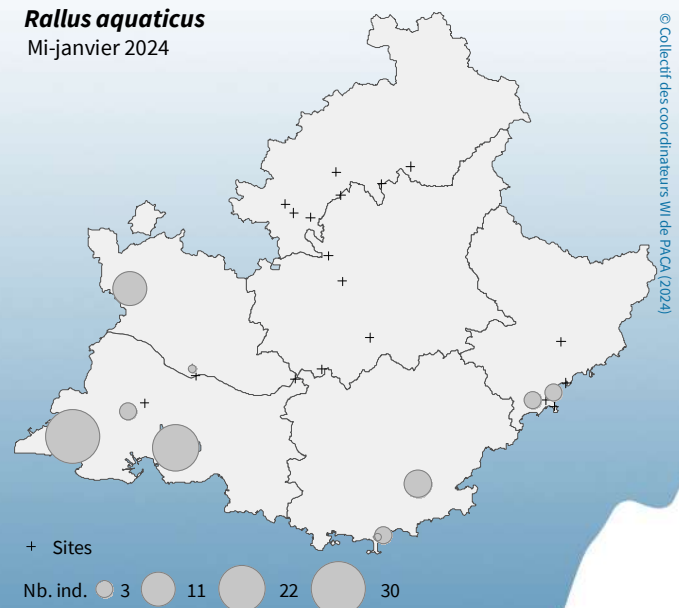 Rallus aquaticus
Mi-janvier 2024
© Collectif des coordinateurs WI de PACA (2024)
+ Sites
Nb. ind. 3 11 22 30